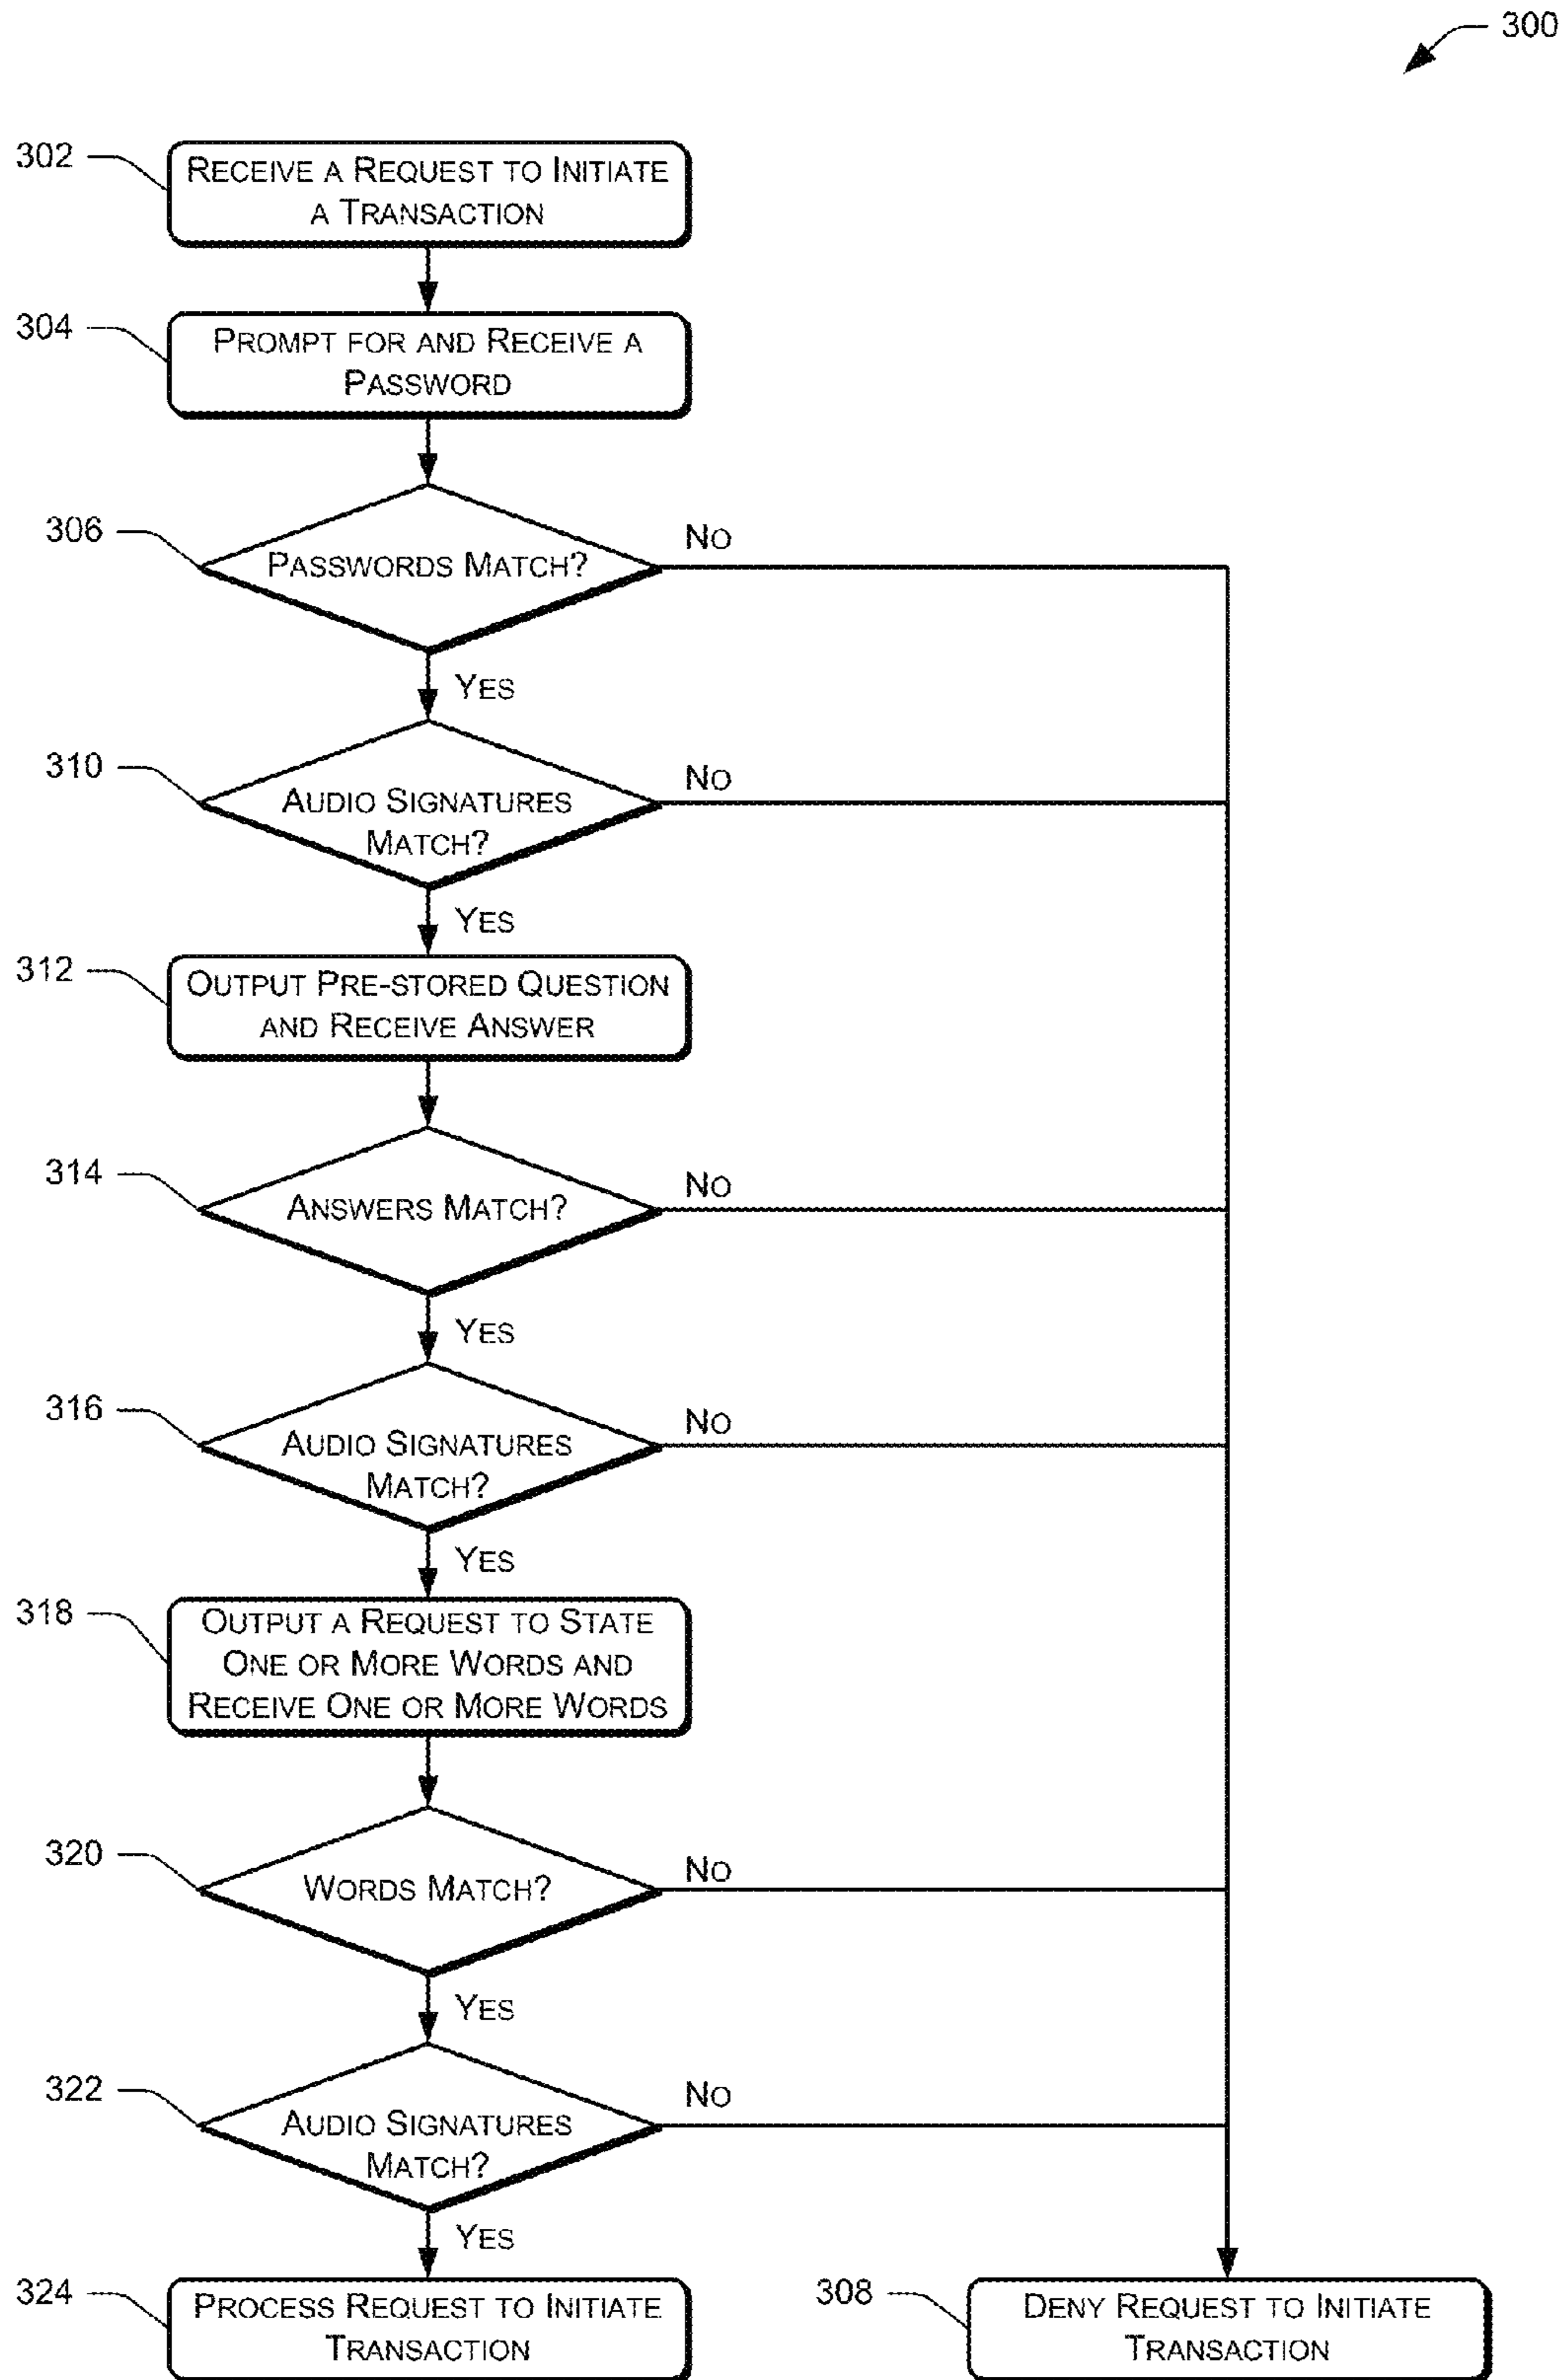 300
302
RECEIVE A REQUEST TO INITIATE
A TRANSACTION
304
PROMPT FOR AND RECEIVE A
PASSWORD
306
PASSWORDS MATCH?
NO
YES
310
AUDIO SIGNATURES
MATCH?
NO
YES
312
OUTPUT PRE-STORED QUESTION
AND RECEIVE ANSWER
314
ANSWERS MATCH?
NO
YES
316
AUDIO SIGNATURES
MATCH?
NO
YES
318
OUTPUT A REQUEST TO STATE
ONE OR MORE WORDS AND
RECEIVE ONE OR MORE WORDS
320
WORDS MATCH?
NO
YES
322
AUDIO SIGNATURES
MATCH?
NO
YES
324
PROCESS REQUEST TO INITIATE
TRANSACTION
308
DENY REQUEST TO INITIATE
TRANSACTION